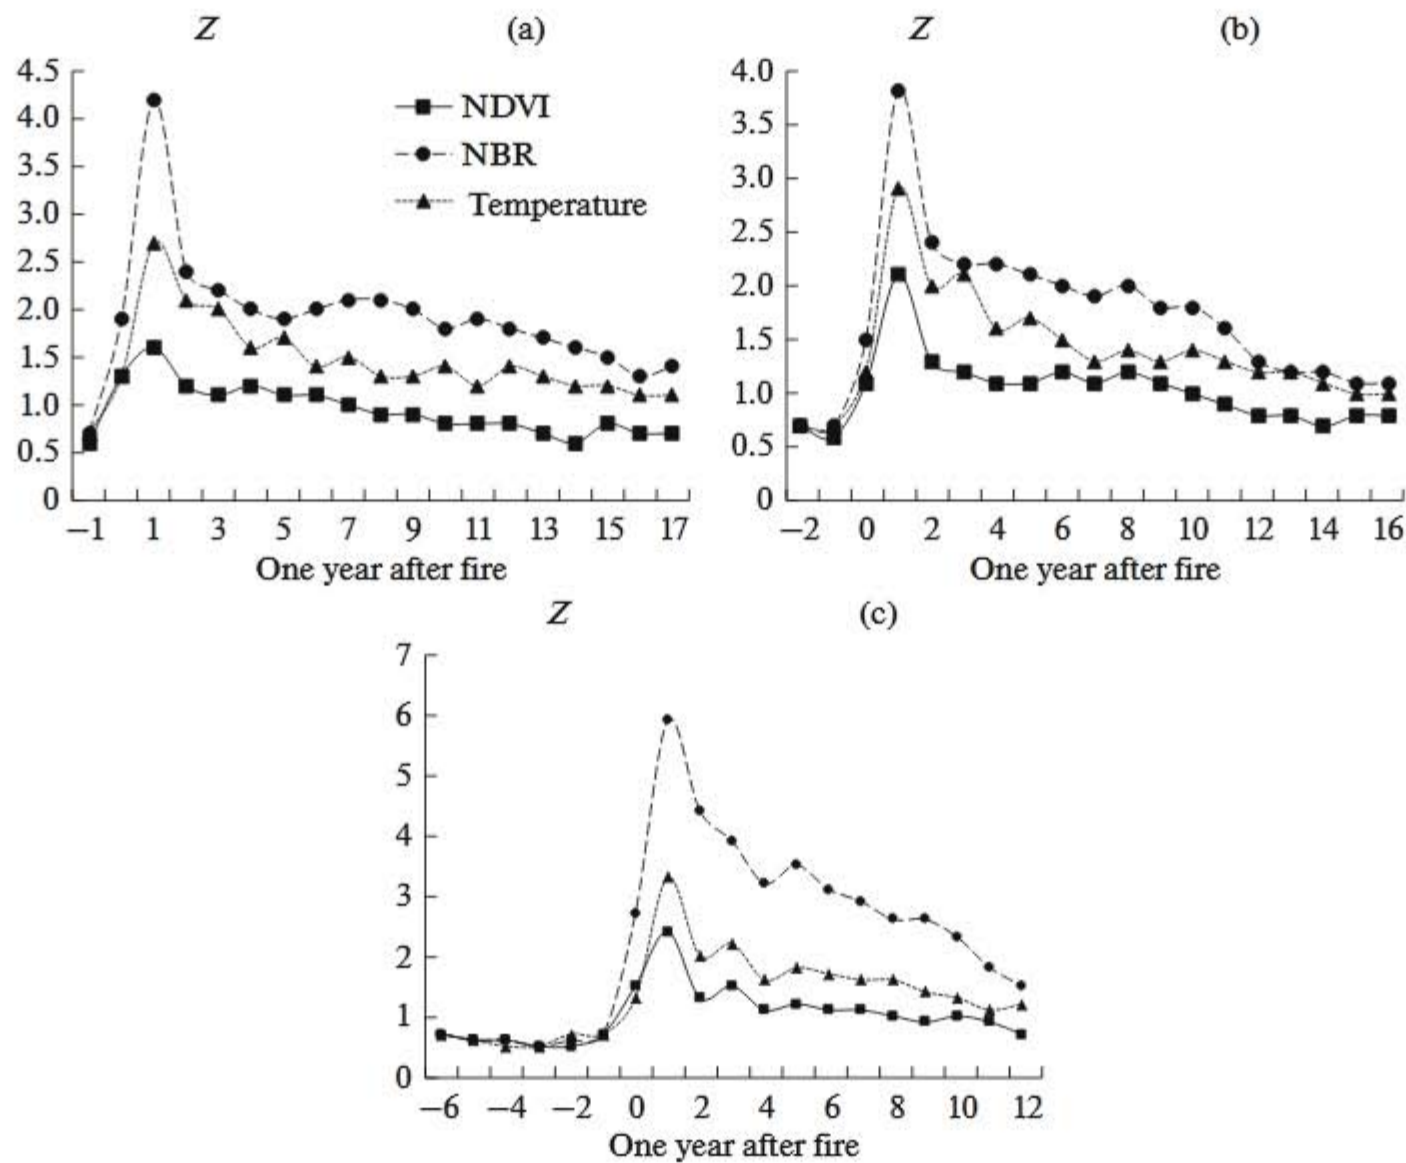 Z (a)
4.5
4.0
3.5
3.0
2.5
2.0
1.5
1.0
0.5
0
NDVI
NBR
Temperature
−1 1 3 5 7 9 11 13 15 17
One year after fire
Z (b)
4.0
3.5
3.0
2.5
2.0
1.5
1.0
0.5
0
−2 0 2 4 6 8 10 12 14 16
One year after fire
Z (c)
7
6
5
4
3
2
1
0
−6 −4 −2 0 2 4 6 8 10 12
One year after fire